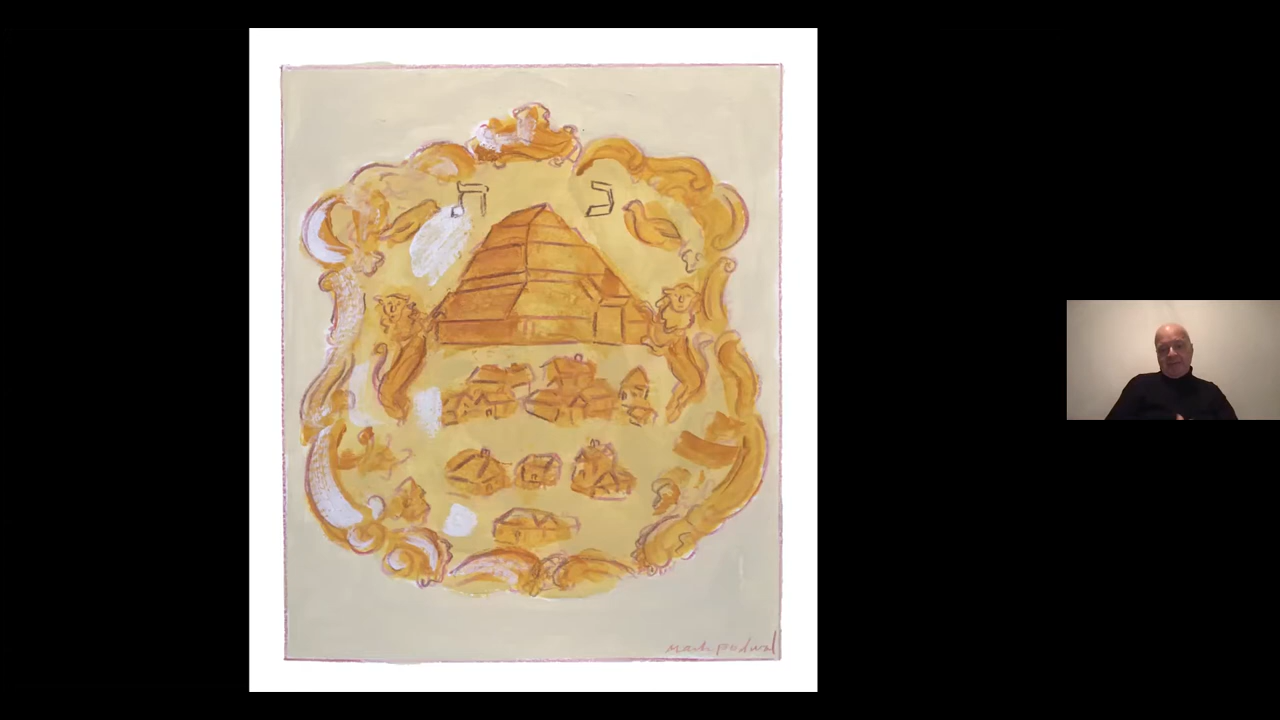 כ ת
mark podwal